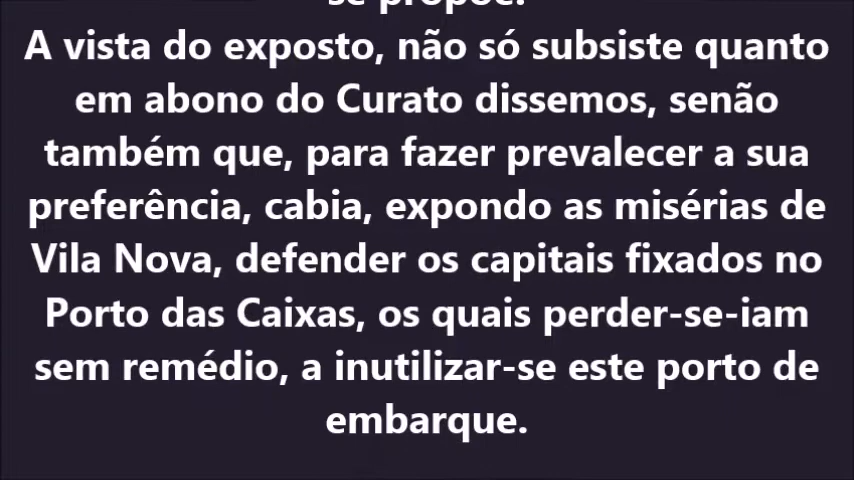 se propõe.
A vista do exposto, não só subsiste quanto
em abono do Curato dissemos, senão
também que, para fazer prevalecer a sua
preferência, cabia, expondo as misérias de
Vila Nova, defender os capitais fixados no
Porto das Caixas, os quais perder-se-iam
sem remédio, a inutilizar-se este porto de
embarque.